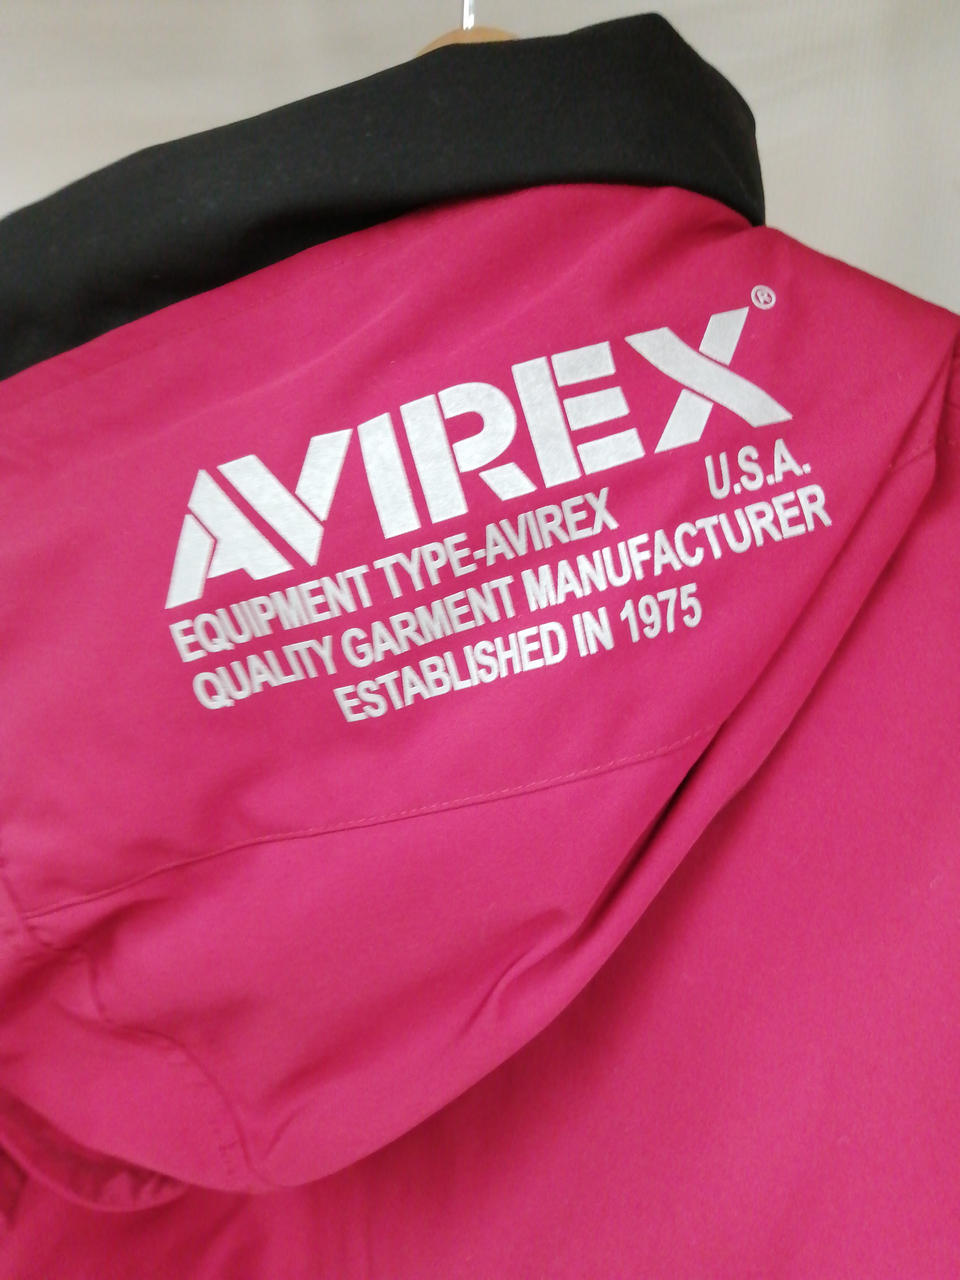 AVIREX®
U.S.A.
EQUIPMENT TYPE-AVIREX
QUALITY GARMENT MANUFACTURER
ESTABLISHED IN 1975